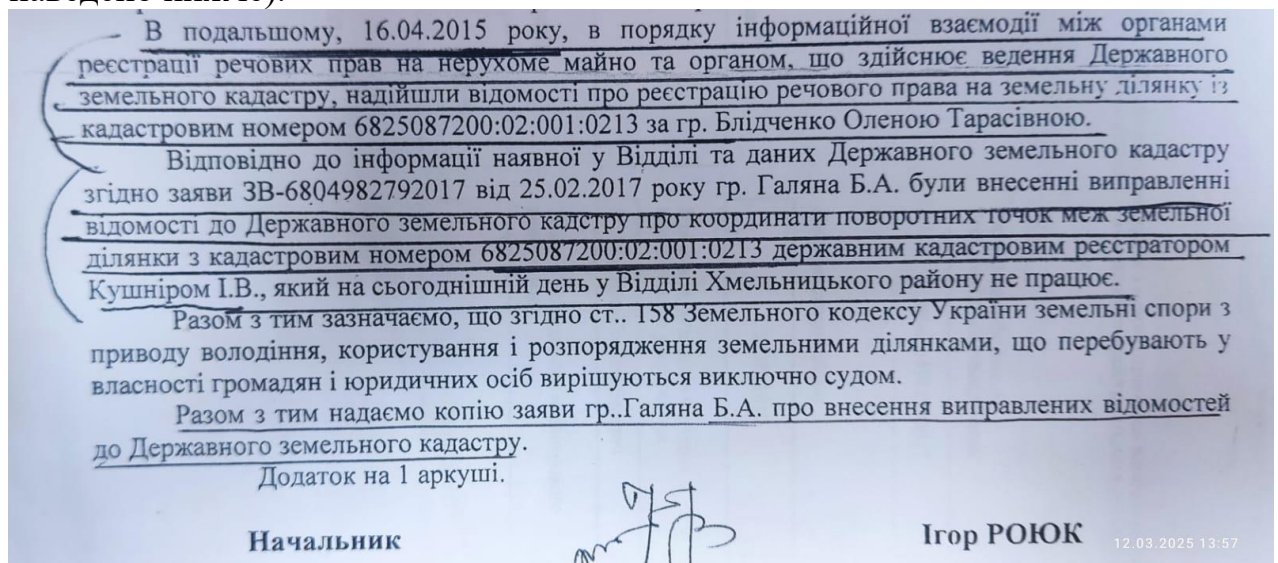 В подальшому, 16.04.2015 року, в порядку інформаційної взаємодії між органами
реєстрації речових прав на нерухоме майно та органом, що здійснює ведення Державного
земельного кадастру, надійшли відомості про реєстрацію речового права на земельну ділянку із
кадастровим номером 6825087200:02:001:0213 за гр. Блідченко Оленою Тарасівною.
Відповідно до інформації наявної у Відділі та даних Державного земельного кадастру
згідно заяви ЗВ-6804982792017 від 25.02.2017 року гр. Галяна Б.А. були внесенні виправленні
відомості до Державного земельного кадстру про координати поворотних точок меж земельної
ділянки з кадастровим номером 6825087200:02:001:0213 державним кадастровим реєстратором
Кушніром І.В., який на сьогоднішній день у Відділі Хмельницького району не працює.
Разом з тим зазначаємо, що згідно ст.. 158 Земельного кодексу України земельні спори з
приводу володіння, користування і розпорядження земельними ділянками, що перебувають у
власності громадян і юридичних осіб вирішуються виключно судом.
Разом з тим надаємо копію заяви гр..Галяна Б.А. про внесення виправлених відомостей
до Державного земельного кадастру.
Додаток на 1 аркуші.
Начальник Ігор РОЮК
12.03.2025 13:57